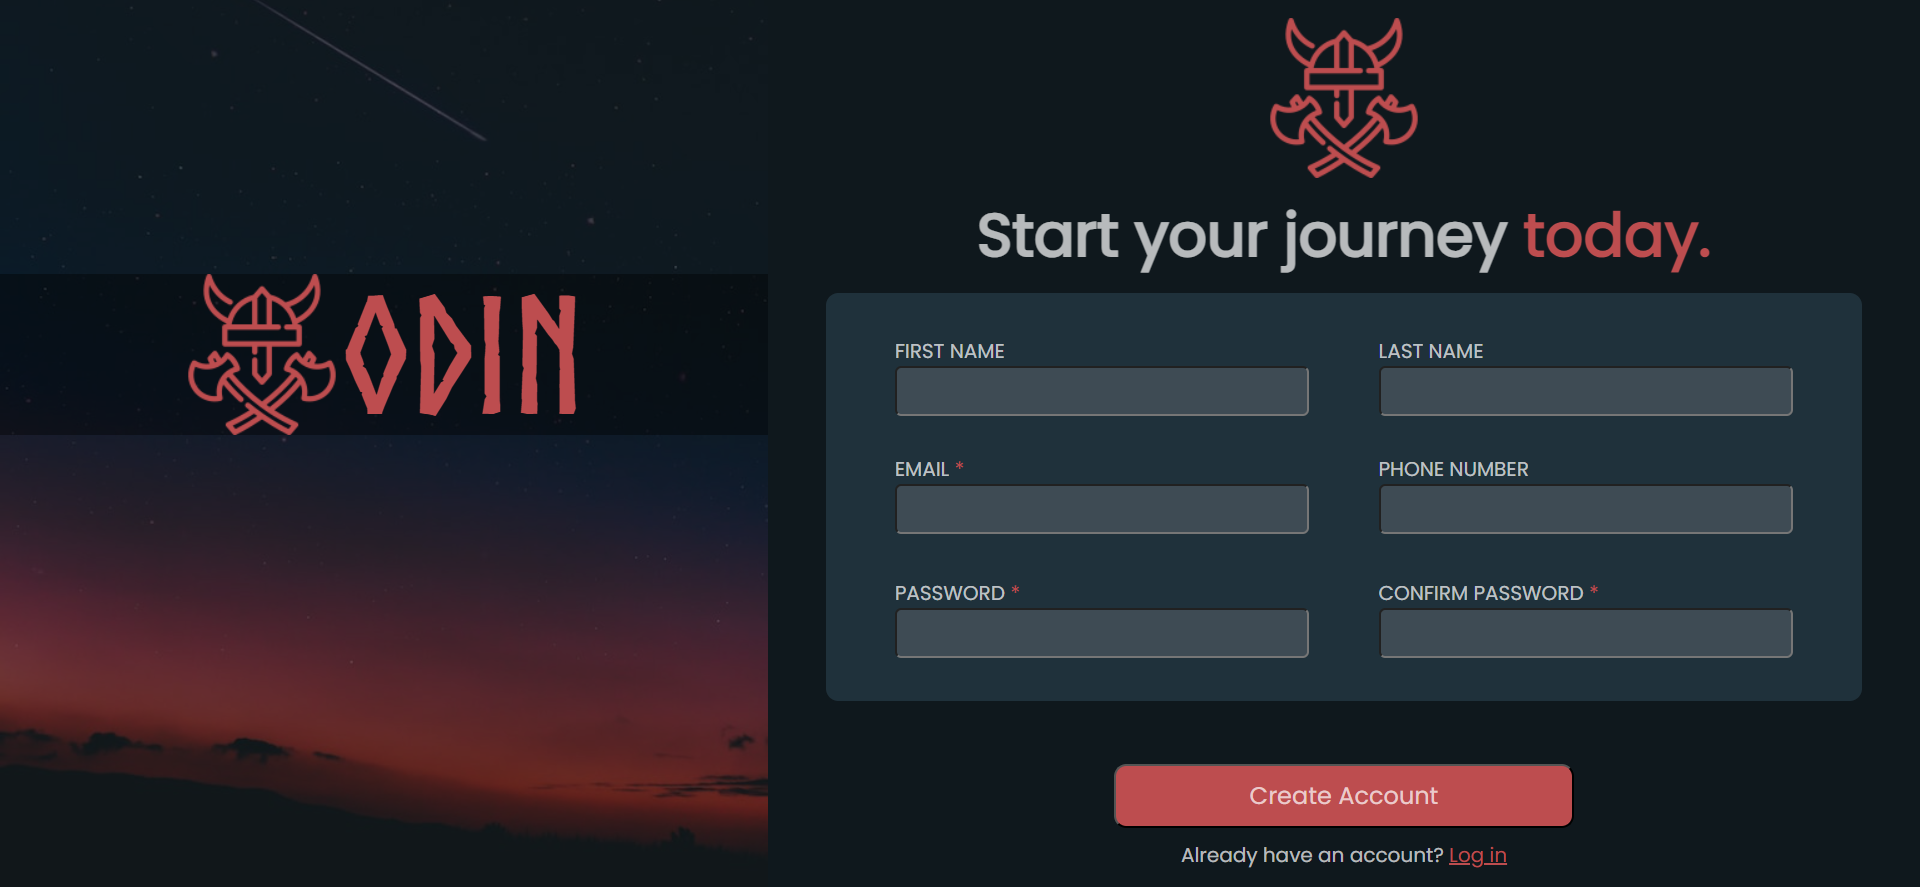 ODIN
Start your journey today.
FIRST NAME
LAST NAME
EMAIL *
PHONE NUMBER
PASSWORD *
CONFIRM PASSWORD *
Create Account
Already have an account? Log in